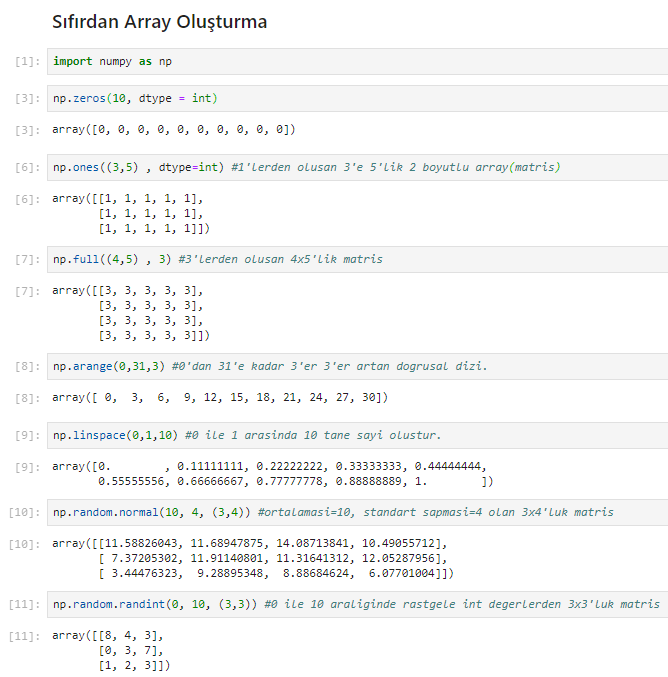 Sıfırdan Array Oluşturma
[1]: import numpy as np
[3]: np.zeros(10, dtype = int)
[3]: array([0, 0, 0, 0, 0, 0, 0, 0, 0, 0])
[6]: np.ones((3,5) , dtype=int) #1'lerden olusan 3'e 5'lik 2 boyutlu array(matris)
[6]: array([[1, 1, 1, 1, 1],
[1, 1, 1, 1, 1],
[1, 1, 1, 1, 1]])
[7]: np.full((4,5) , 3) #3'lerden olusan 4x5'lik matris
[7]: array([[3, 3, 3, 3, 3],
[3, 3, 3, 3, 3],
[3, 3, 3, 3, 3],
[3, 3, 3, 3, 3]])
[8]: np.arange(0,31,3) #0'dan 31'e kadar 3'er 3'er artan dogrusal dizi.
[8]: array([ 0, 3, 6, 9, 12, 15, 18, 21, 24, 27, 30])
[9]: np.linspace(0,1,10) #0 ile 1 arasinda 10 tane sayi olustur.
[9]: array([0. , 0.11111111, 0.22222222, 0.33333333, 0.44444444,
0.55555556, 0.66666667, 0.77777778, 0.88888889, 1. ])
[10]: np.random.normal(10, 4, (3,4)) #ortalamasi=10, standart sapmasi=4 olan 3x4'luk matris
[10]: array([[11.58826043, 11.68947875, 14.08713841, 10.49055712],
[ 7.37205302, 11.91140801, 11.31641312, 12.05287956],
[ 3.44476323, 9.28895348, 8.88684624, 6.07701004]])
[11]: np.random.randint(0, 10, (3,3)) #0 ile 10 araliginde rastgele int degerlerden 3x3'luk matris
[11]: array([[8, 4, 3],
[0, 3, 7],
[1, 2, 3]])